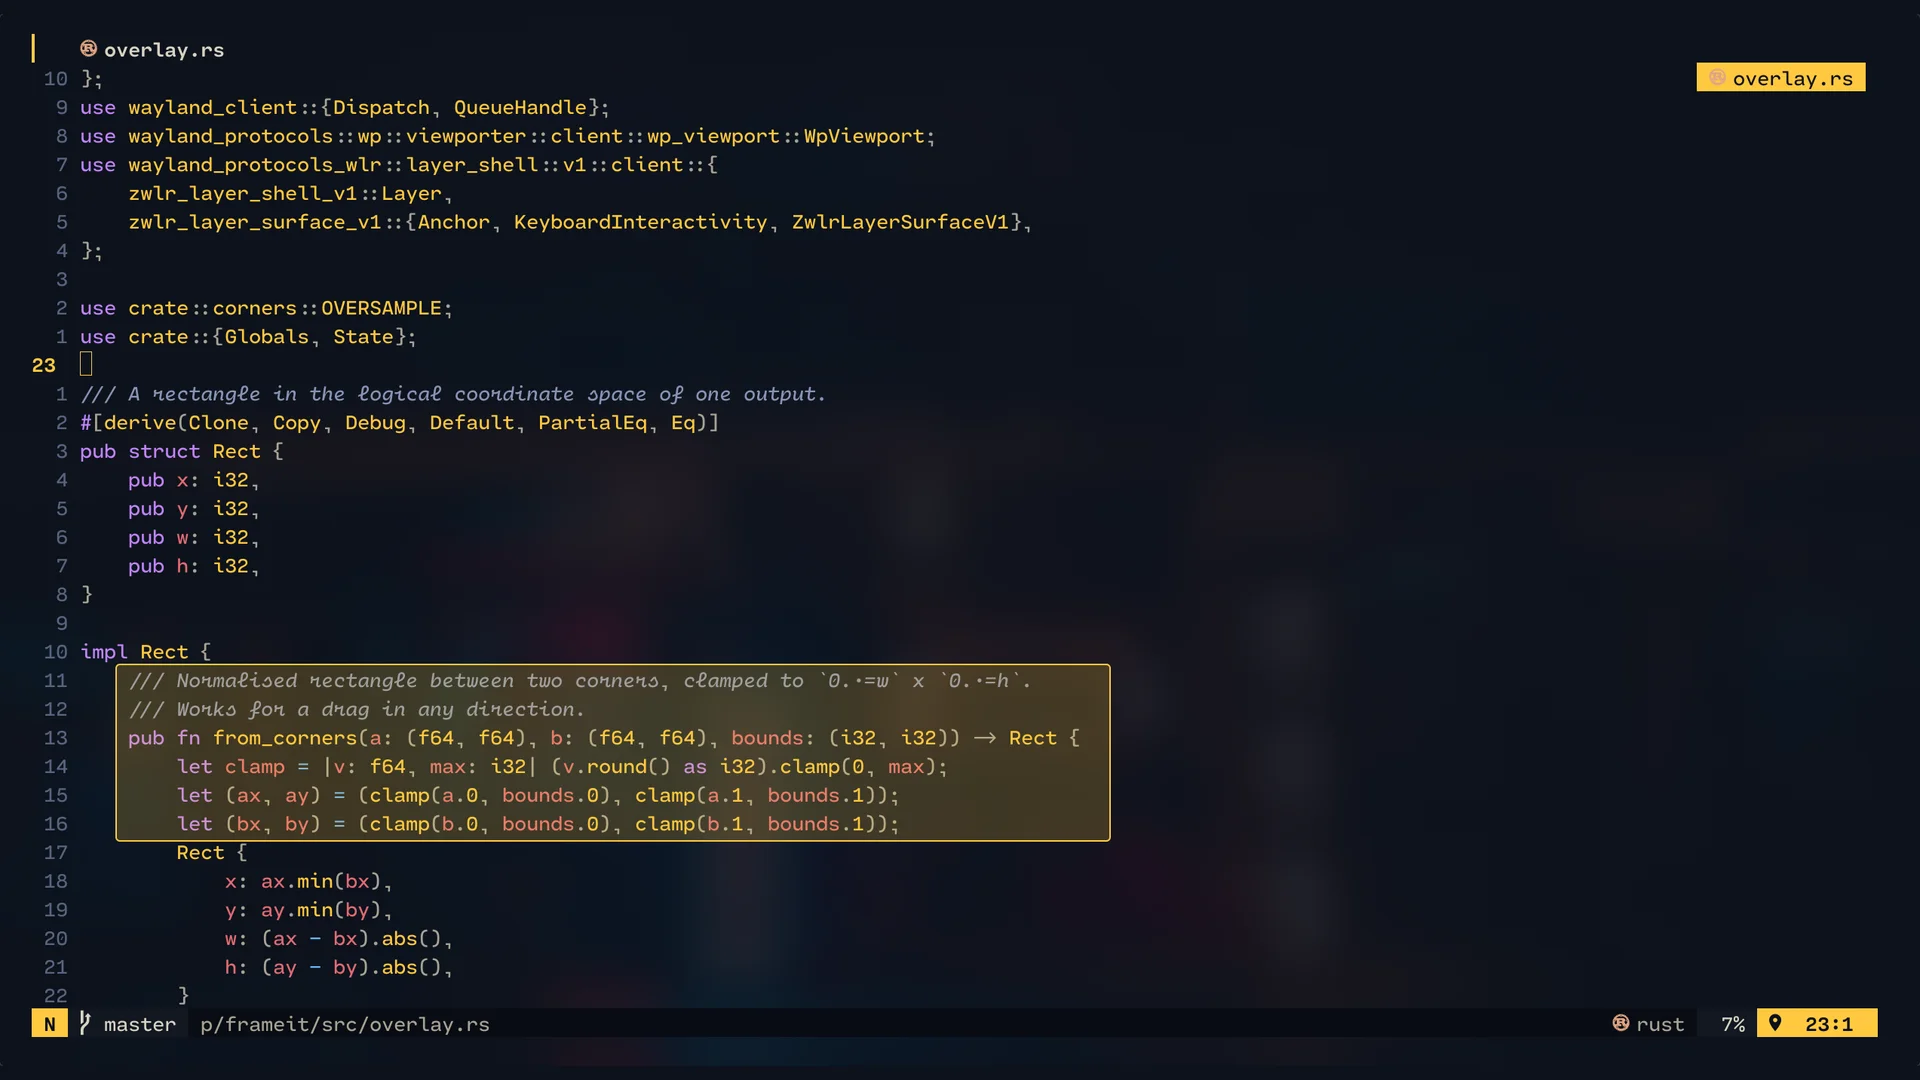 overlay.rs
overlay.rs
10 };
9 use wayland_client::{Dispatch, QueueHandle};
8 use wayland_protocols::wp::viewporter::client::wp_viewport::WpViewport;
7 use wayland_protocols_wlr::layer_shell::v1::client::{
6     zwlr_layer_shell_v1::Layer,
5     zwlr_layer_surface_v1::{Anchor, KeyboardInteractivity, ZwlrLayerSurfaceV1},
4 };
3
2 use crate::corners::OVERSAMPLE;
1 use crate::{Globals, State};
23
1 /// A rectangle in the logical coordinate space of one output.
2 #[derive(Clone, Copy, Debug, Default, PartialEq, Eq)]
3 pub struct Rect {
4     pub x: i32,
5     pub y: i32,
6     pub w: i32,
7     pub h: i32,
8 }
9
10 impl Rect {
11     /// Normalised rectangle between two corners, clamped to `0..=w` x `0..=h`.
12     /// Works for a drag in any direction.
13     pub fn from_corners(a: (f64, f64), b: (f64, f64), bounds: (i32, i32)) -> Rect {
14         let clamp = |v: f64, max: i32| (v.round() as i32).clamp(0, max);
15         let (ax, ay) = (clamp(a.0, bounds.0), clamp(a.1, bounds.1));
16         let (bx, by) = (clamp(b.0, bounds.0), clamp(b.1, bounds.1));
17         Rect {
18             x: ax.min(bx),
19             y: ay.min(by),
20             w: (ax - bx).abs(),
21             h: (ay - by).abs(),
22         }
N master p/frameit/src/overlay.rs rust 7% 23:1